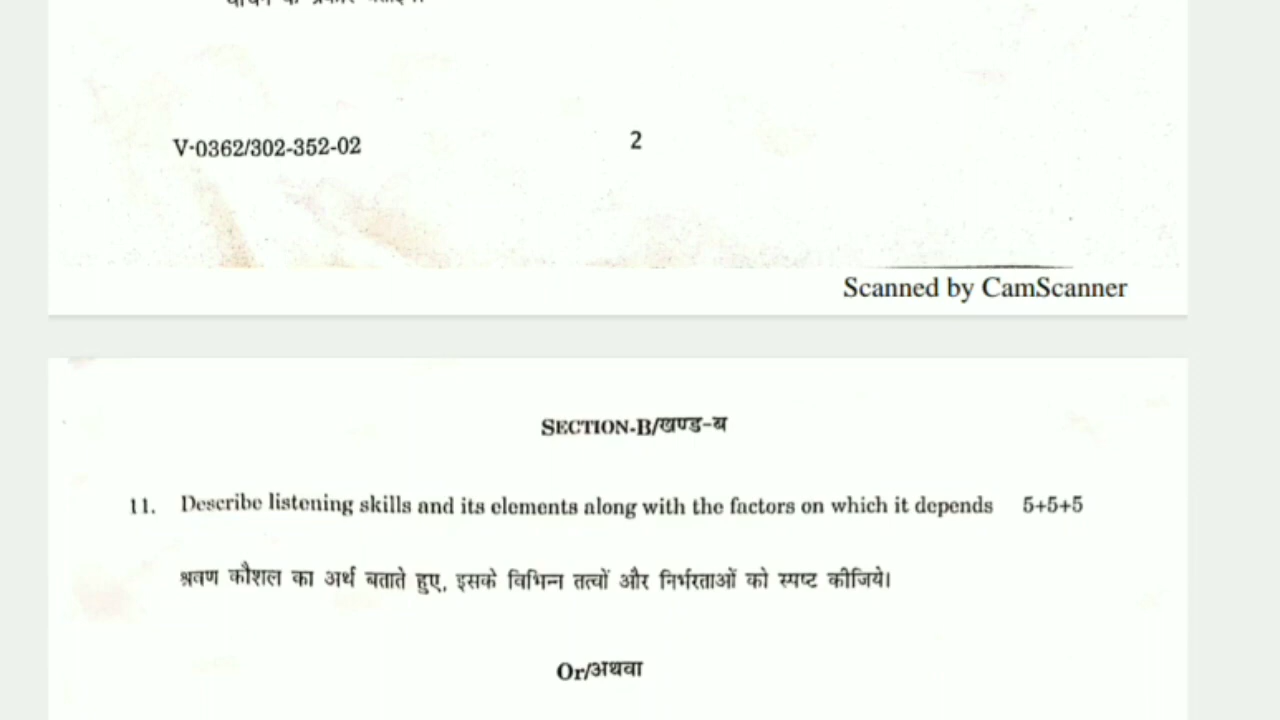 V-0362/302-352-02
2
Scanned by CamScanner
SECTION-B/खण्ड-ब
11. Describe listening skills and its elements along with the factors on which it depends 5+5+5
श्रवण कौशल का अर्थ बताते हुए, इसके विभिन्न तत्वों और निर्भरताओं को स्पष्ट कीजिये।
Or/अथवा